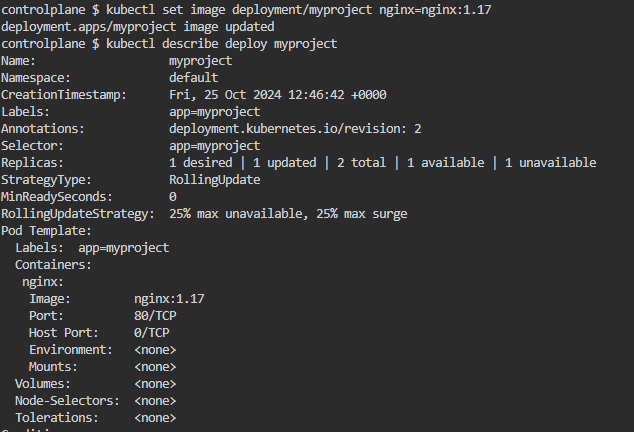 controlplane $ kubectl set image deployment/myproject nginx=nginx:1.17
deployment.apps/myproject image updated
controlplane $ kubectl describe deploy myproject
Name:                   myproject
Namespace:              default
CreationTimestamp:      Fri, 25 Oct 2024 12:46:42 +0000
Labels:                 app=myproject
Annotations:            deployment.kubernetes.io/revision: 2
Selector:               app=myproject
Replicas:               1 desired | 1 updated | 2 total | 1 available | 1 unavailable
StrategyType:           RollingUpdate
MinReadySeconds:        0
RollingUpdateStrategy:  25% max unavailable, 25% max surge
Pod Template:
  Labels:  app=myproject
  Containers:
   nginx:
    Image:         nginx:1.17
    Port:          80/TCP
    Host Port:     0/TCP
    Environment:   <none>
    Mounts:        <none>
  Volumes:         <none>
  Node-Selectors:  <none>
  Tolerations:     <none>